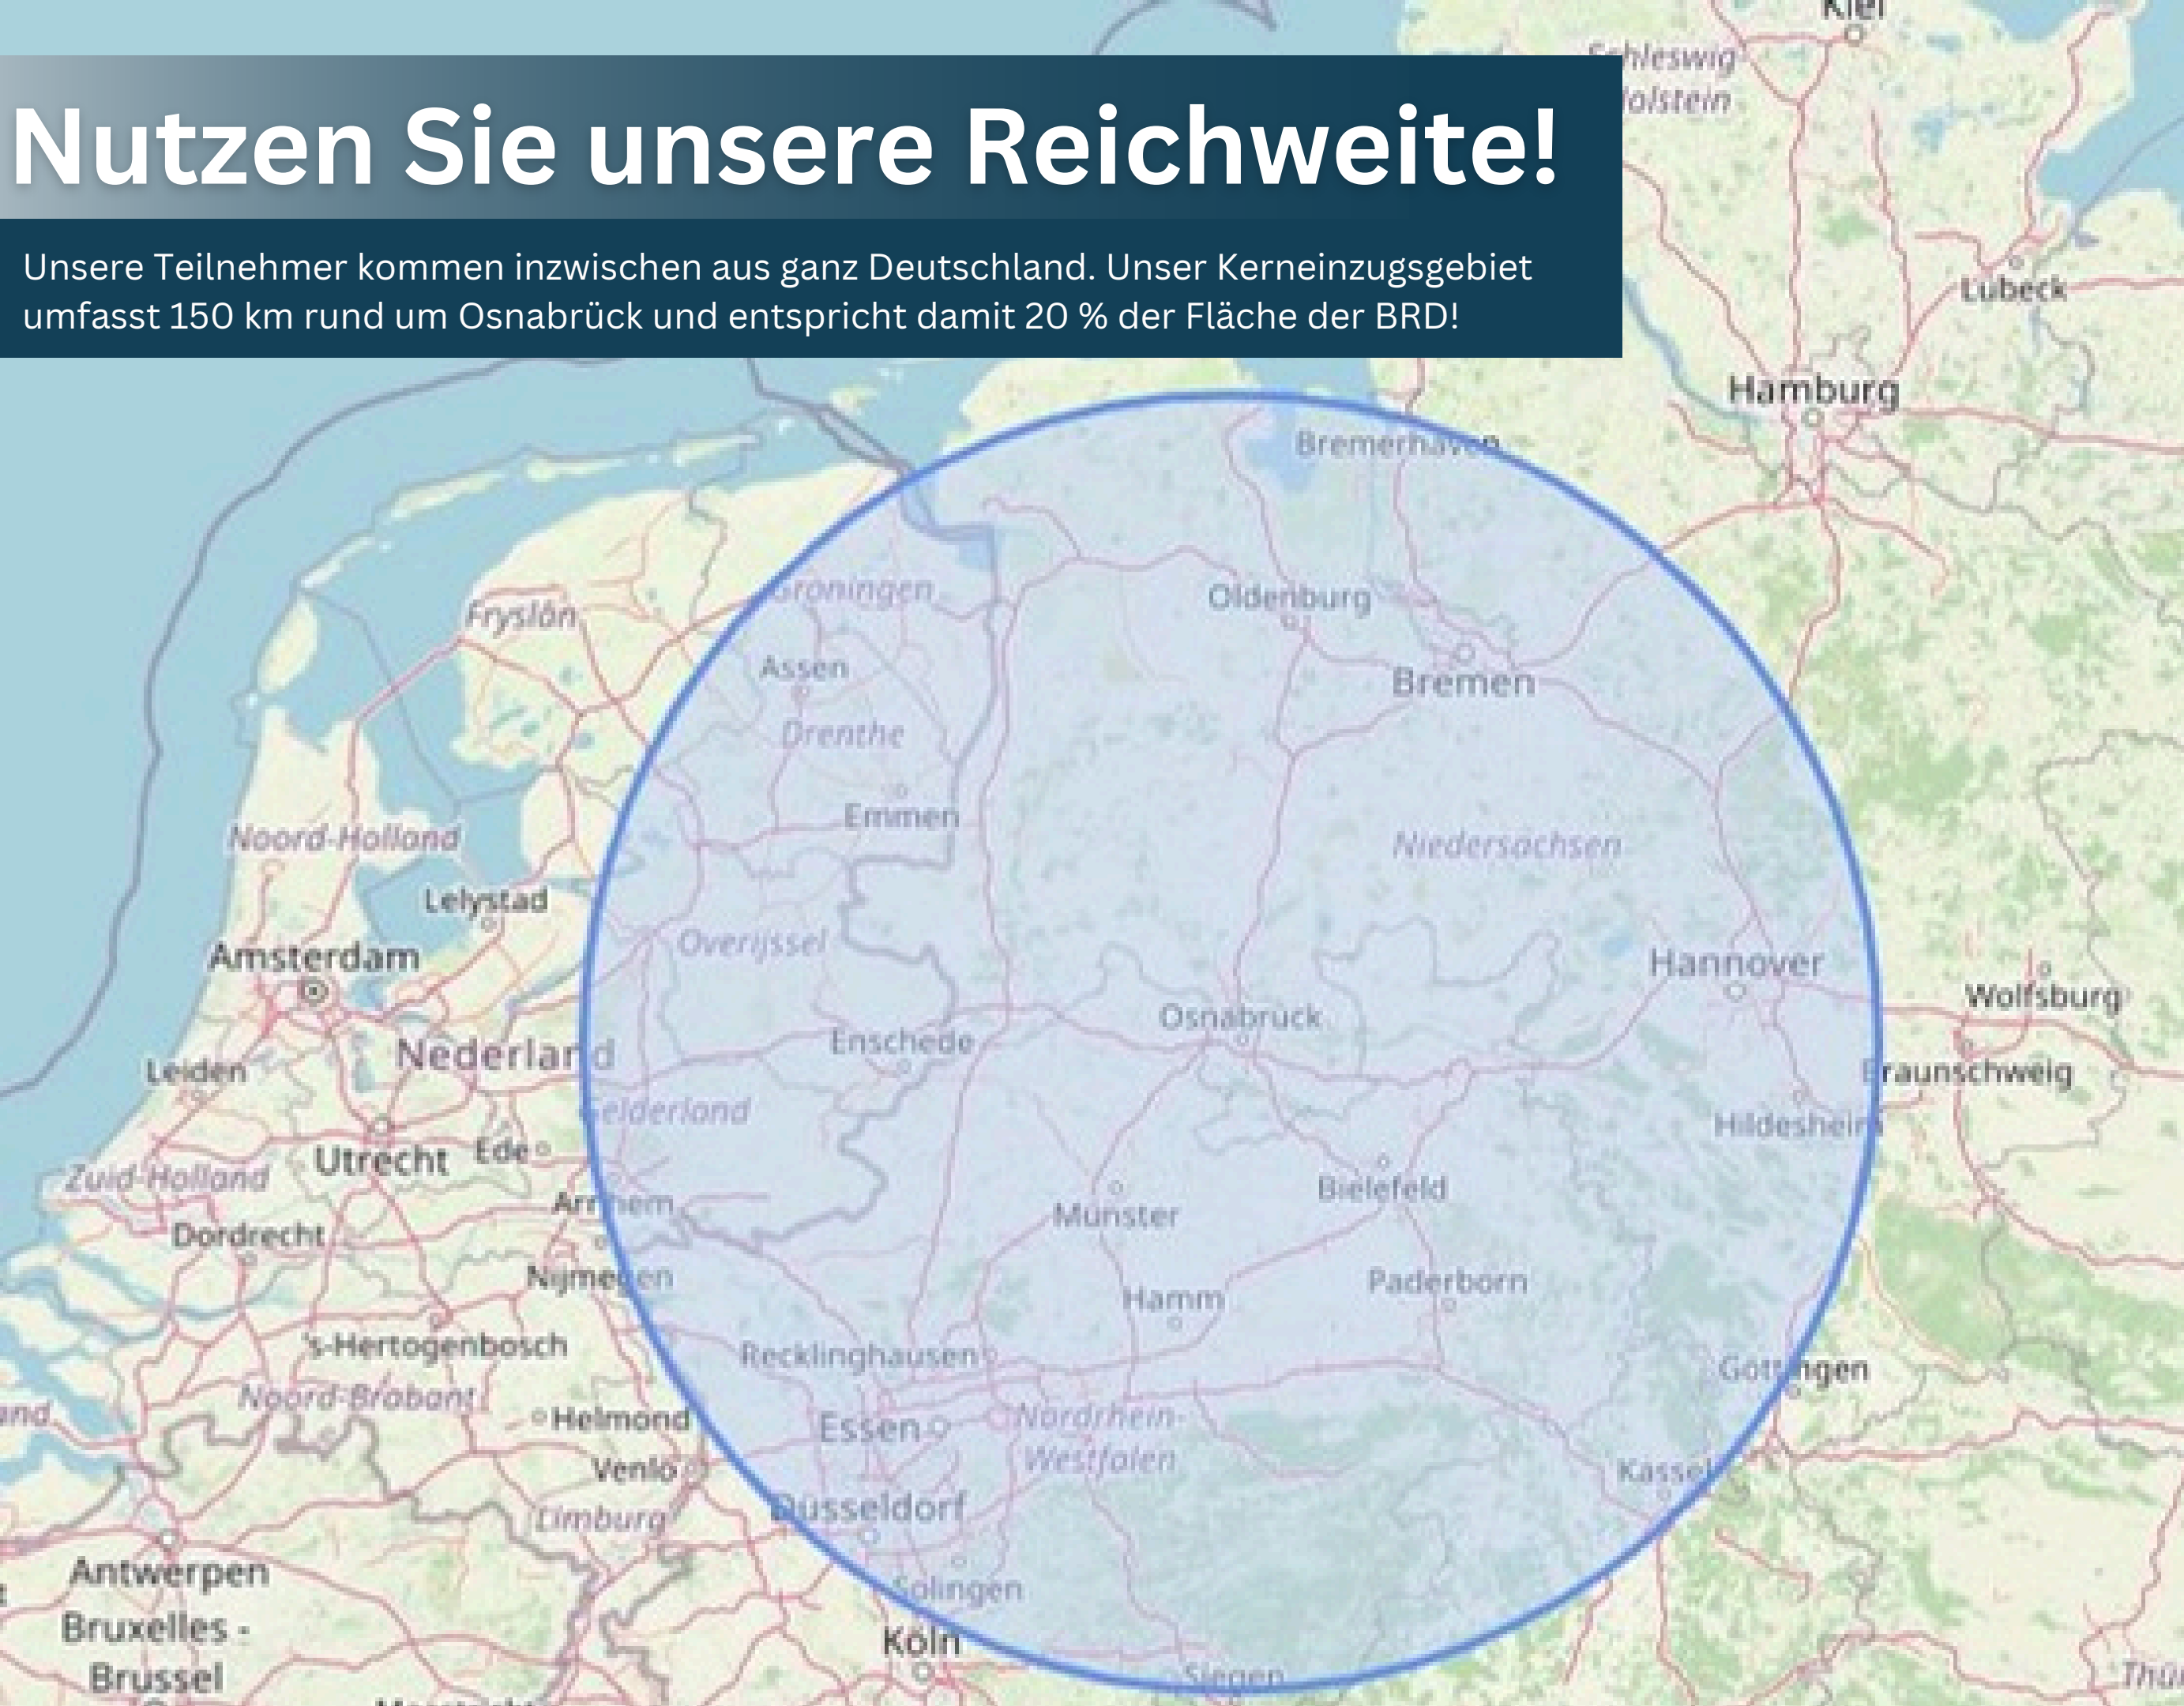 Kiel
Schleswig
Holstein
Nutzen Sie unsere Reichweite!
Unsere Teilnehmer kommen inzwischen aus ganz Deutschland. Unser Kerneinzugsgebiet
umfasst 150 km rund um Osnabrück und entspricht damit 20 % der Fläche der BRD!
Lübeck
Hamburg
Bremerhaven
Groningen
Oldenburg
Fryslân
Assen
Bremen
Drenthe
Emmen
Noord-Holland
Niedersachsen
Lelystad
Overijssel
Amsterdam
Hannover
Wolfsburg
Osnabrück
Enschede
Nederland
Leiden
Braunschweig
Gelderland
Hildesheim
Utrecht
Ede
Zuid-Holland
Bielefeld
Arnhem
Münster
Dordrecht
Nijmegen
Paderborn
Hamm
's-Hertogenbosch
Recklinghausen
Göttingen
Noord-Brabant
and
Helmond
Essen
Nordrhein-
Westfalen
Venlo
Kassel
Limburg
Düsseldorf
Antwerpen
Solingen
Bruxelles -
Brussel
Köln
Siegen
Thü